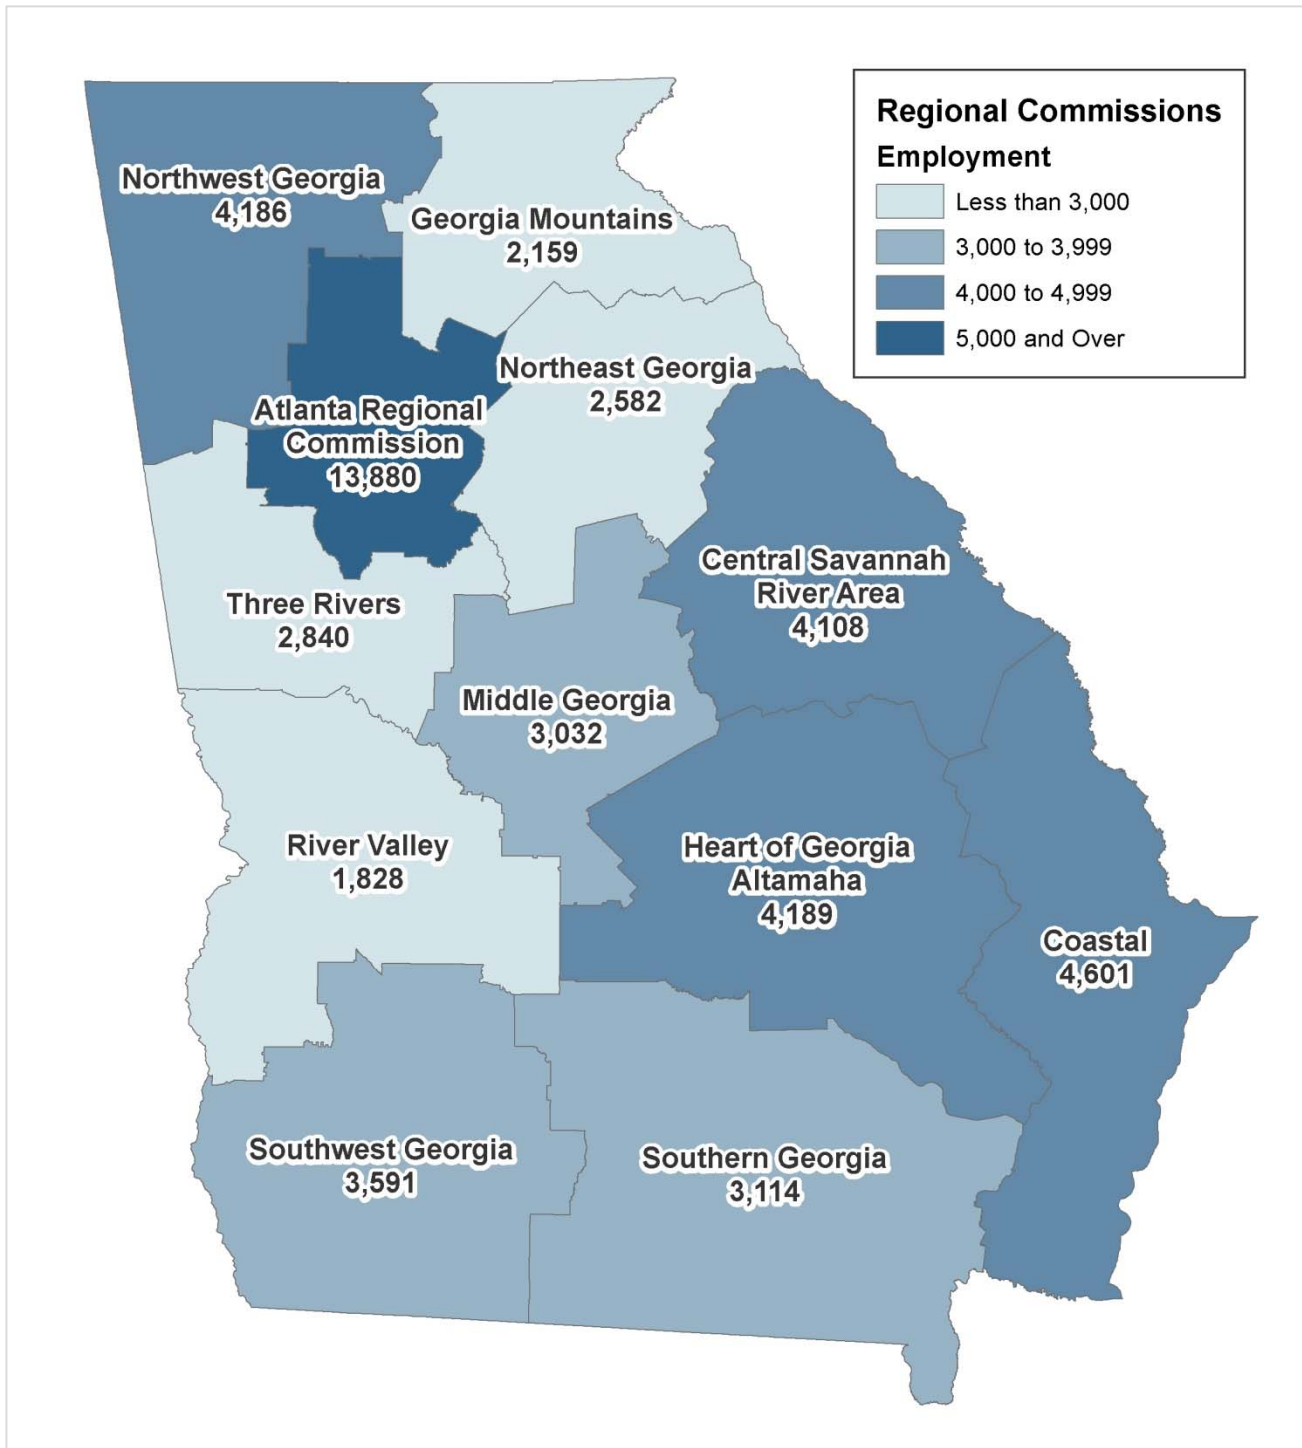 Regional Commissions
Employment
Less than 3,000
3,000 to 3,999
4,000 to 4,999
5,000 and Over
Northwest Georgia
4,186
Georgia Mountains
2,159
Northeast Georgia
2,582
Atlanta Regional
Commission
13,880
Central Savannah
River Area
4,108
Three Rivers
2,840
Middle Georgia
3,032
River Valley
1,828
Heart of Georgia
Altamaha
4,189
Coastal
4,601
Southwest Georgia
3,591
Southern Georgia
3,114